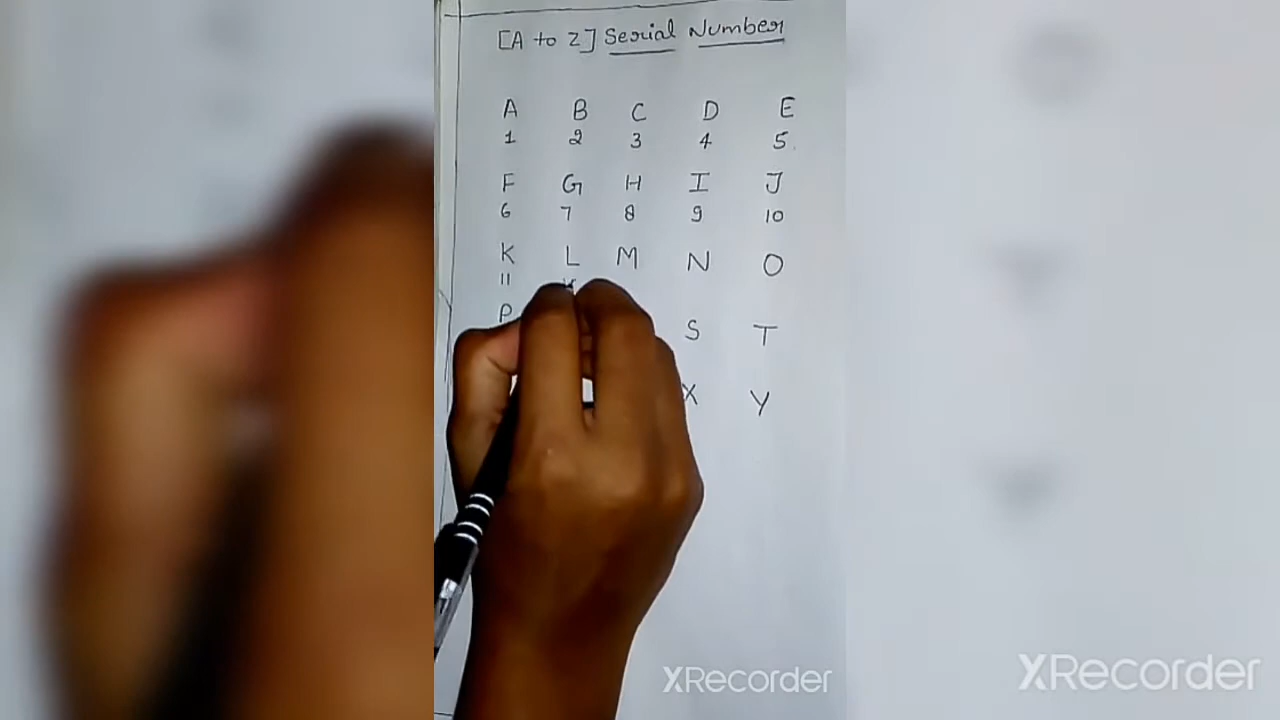 [A to Z] Serial Number
A B C D E
1 2 3 4 5
F G H I J
6 7 8 9 10
K L M N O
11
P S T
X Y
XRecorder
XRecorder